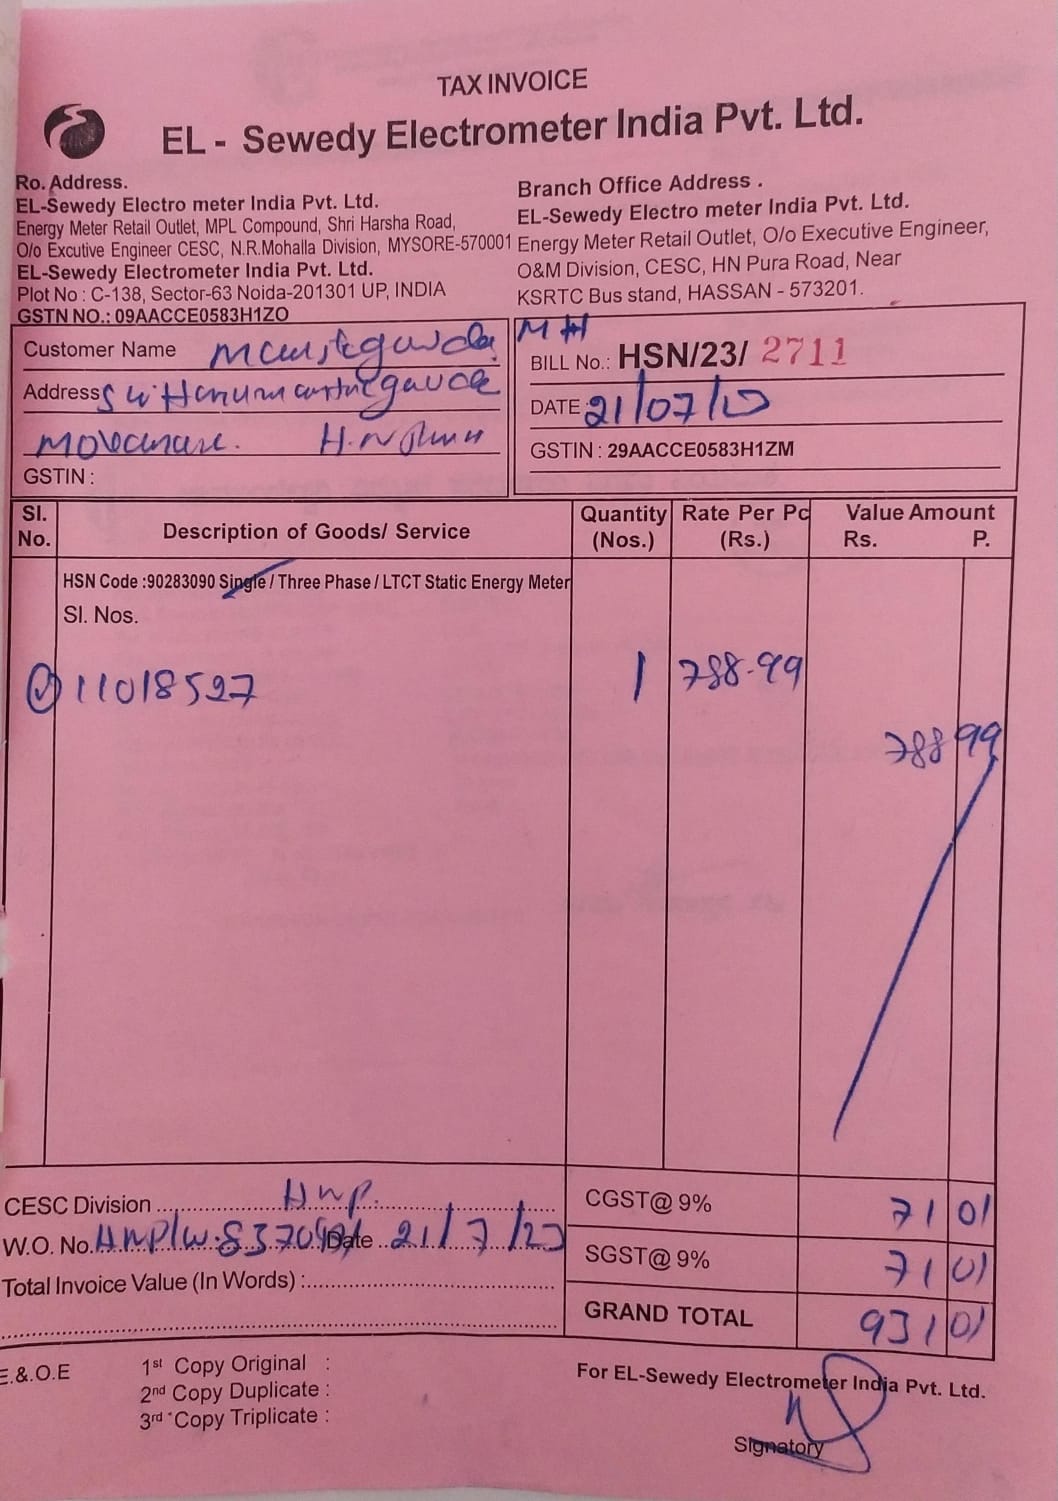 TAX INVOICE
EL - Sewedy Electrometer India Pvt. Ltd.
Ro. Address.
EL-Sewedy Electro meter India Pvt. Ltd.
Energy Meter Retail Outlet, MPL Compound, Shri Harsha Road,
O/o Excutive Engineer CESC, N.R.Mohalla Division, MYSORE-570001
EL-Sewedy Electrometer India Pvt. Ltd.
Plot No : C-138, Sector-63 Noida-201301 UP, INDIA
GSTN NO.: 09AACCE0583H1ZO
Branch Office Address .
EL-Sewedy Electro meter India Pvt. Ltd.
Energy Meter Retail Outlet, O/o Executive Engineer,
O&M Division, CESC, HN Pura Road, Near
KSRTC Bus stand, HASSAN - 573201.
Customer Name
Address
GSTIN :
BILL No.: HSN/23/ 2711
DATE : 21/07/23
GSTIN : 29AACCE0583H1ZM
Sl. No. Description of Goods/ Service Quantity (Nos.) Rate Per Pc (Rs.) Value Amount Rs. P.
HSN Code :90283090 Single / Three Phase / LTCT Static Energy Meter
Sl. Nos.
11018527 1 788.99
788 99
CESC Division Hnp.
W.O. No. Date 21/7/23
Total Invoice Value (In Words) :
CGST@ 9% 71 01
SGST@ 9% 71 01
GRAND TOTAL 931 01
E.&.O.E
1st Copy Original :
2nd Copy Duplicate :
3rd Copy Triplicate :
For EL-Sewedy Electrometer India Pvt. Ltd.
Signatory